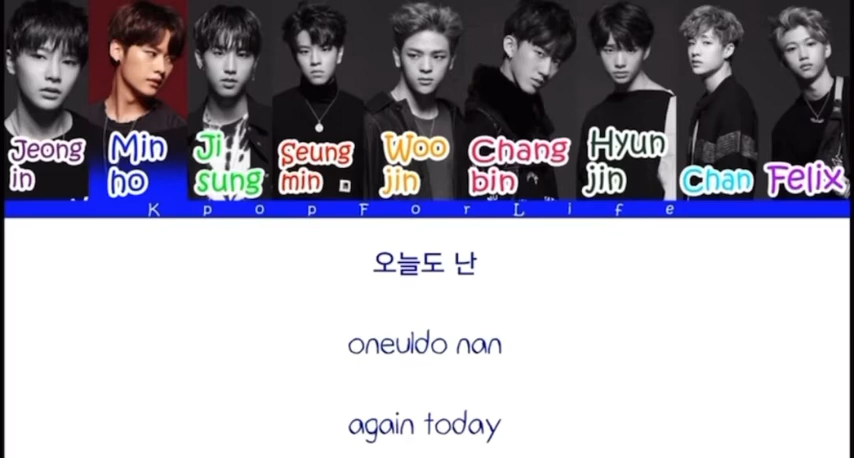 Jeong
in
Min
ho
Ji
sung
Seung
min
Woo
jin
Chang
bin
Hyun
jin
Chan
Felix
K p o p F o r L i f e
오늘도 난
oneuldo nan
again today